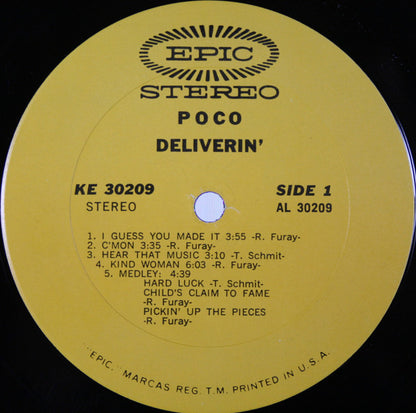 EPIC
STEREO
POCO
DELIVERIN'
KE 30209 SIDE 1
STEREO AL 30209
1. I GUESS YOU MADE IT 3:55 -R. Furay-
2. C'MON 3:35 -R. Furay-
3. HEAR THAT MUSIC 3:10 -T. Schmit-
4. KIND WOMAN 6:03 -R. Furay-
5. MEDLEY: 4:39
HARD LUCK -T. Schmit-
CHILD'S CLAIM TO FAME
-R. Furay-
PICKIN' UP THE PIECES
-R. Furay-
"EPIC," MARCAS REG. T.M. PRINTED IN U.S.A.